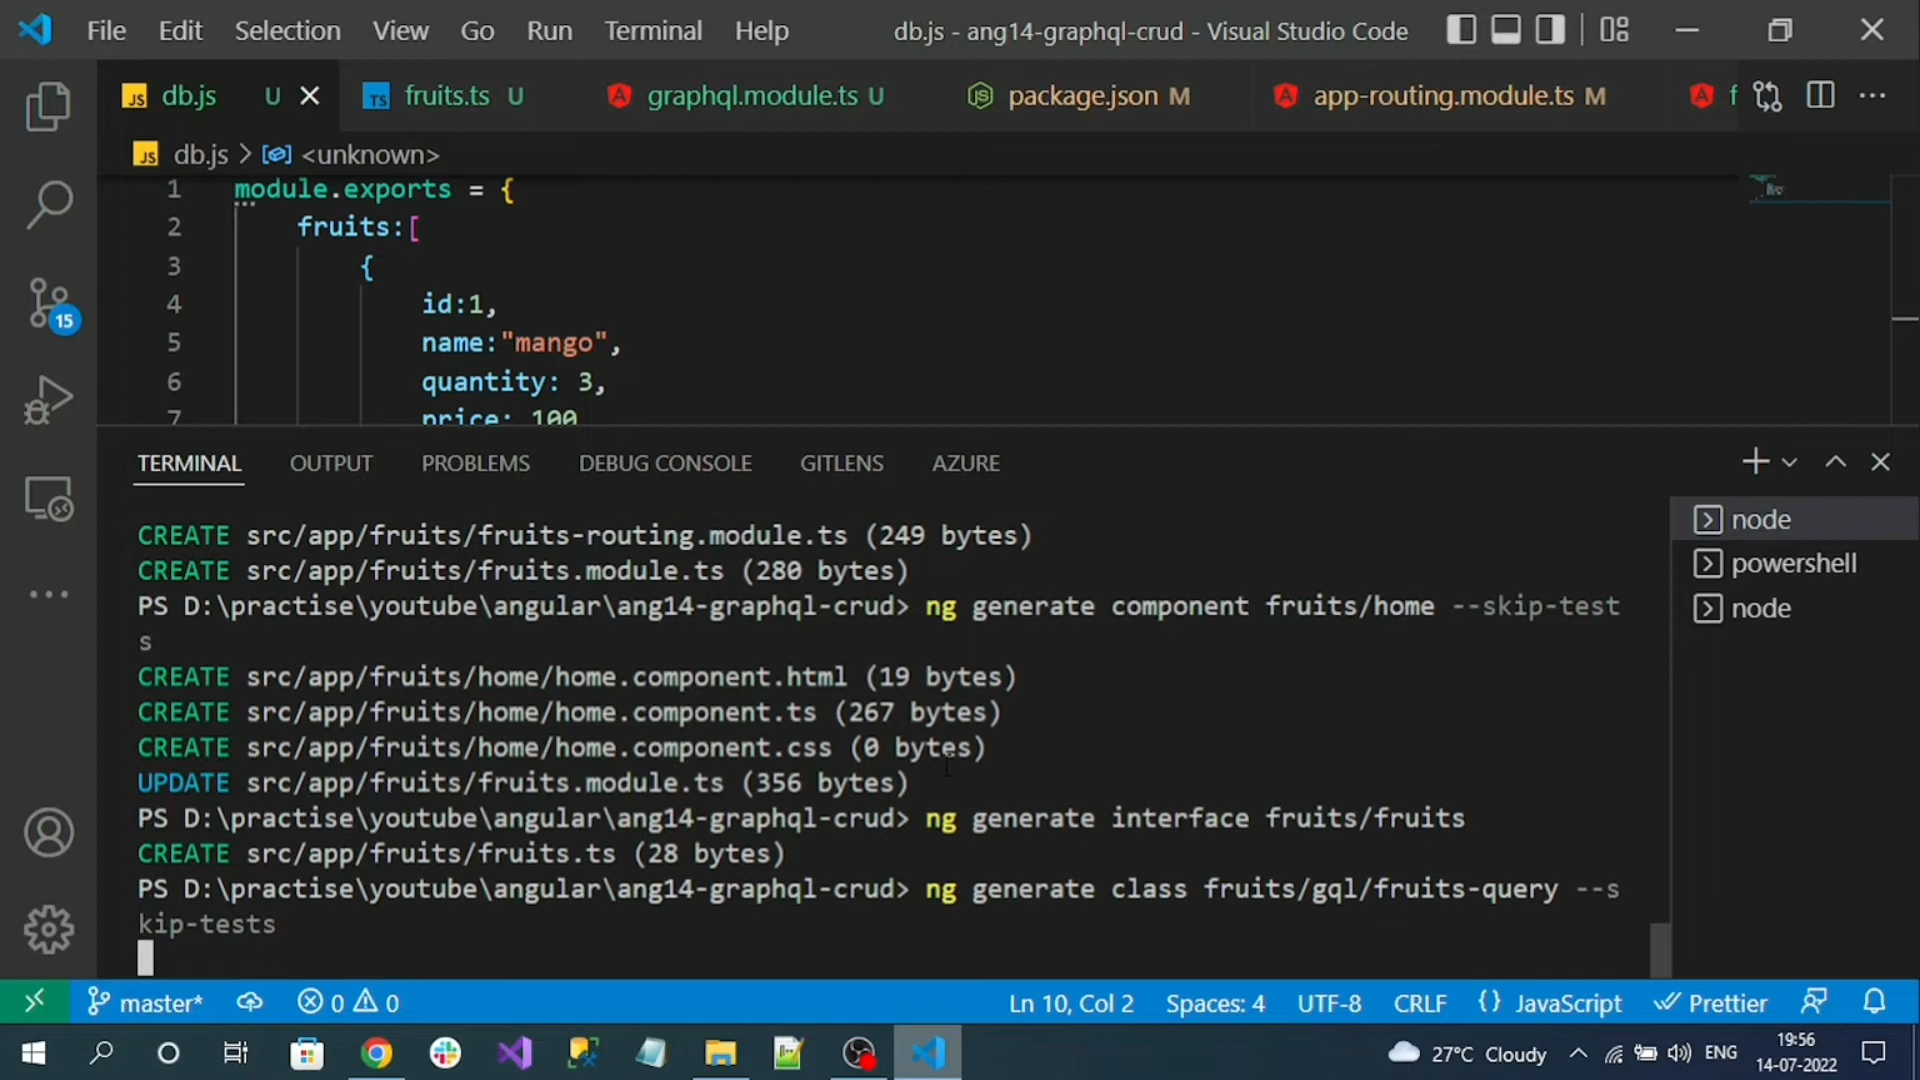 File Edit Selection View Go Run Terminal Help db.js - ang14-graphql-crud - Visual Studio Code
JS db.js U TS fruits.ts U graphql.module.ts U package.json M app-routing.module.ts M f
JS db.js > <unknown>
1 module.exports = {
2 fruits:[
3 {
4 id:1,
5 name:"mango",
6 quantity: 3,
7 price: 100
15
TERMINAL OUTPUT PROBLEMS DEBUG CONSOLE GITLENS AZURE
CREATE src/app/fruits/fruits-routing.module.ts (249 bytes)
CREATE src/app/fruits/fruits.module.ts (280 bytes)
PS D:\practise\youtube\angular\ang14-graphql-crud> ng generate component fruits/home --skip-test
s
CREATE src/app/fruits/home/home.component.html (19 bytes)
CREATE src/app/fruits/home/home.component.ts (267 bytes)
CREATE src/app/fruits/home/home.component.css (0 bytes)
UPDATE src/app/fruits/fruits.module.ts (356 bytes)
PS D:\practise\youtube\angular\ang14-graphql-crud> ng generate interface fruits/fruits
CREATE src/app/fruits/fruits.ts (28 bytes)
PS D:\practise\youtube\angular\ang14-graphql-crud> ng generate class fruits/gql/fruits-query --s
kip-tests
node
powershell
node
master* 0 0 Ln 10, Col 2 Spaces: 4 UTF-8 CRLF {} JavaScript Prettier
27°C Cloudy ENG 19:56
14-07-2022